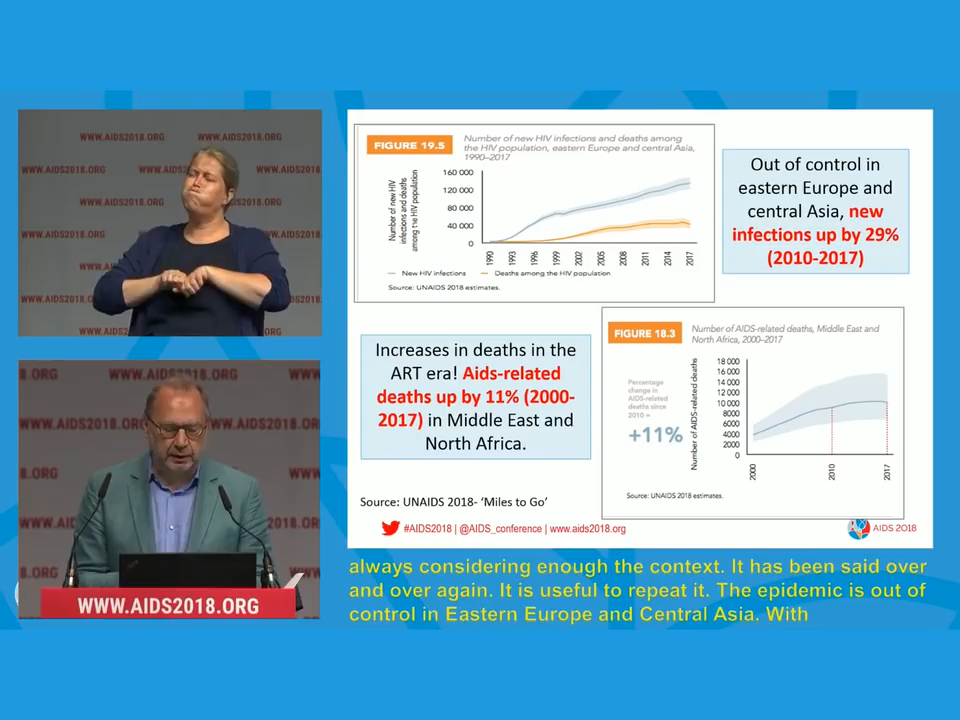 WWW.AIDS2018.ORG
WWW.AIDS2018.ORG
WWW.AIDS2018.ORG
WWW.AIDS2018.ORG
WWW.AIDS2018.ORG
WWW.AIDS2018.ORG
WWW.AIDS2018.ORG
FIGURE 19.5
Number of new HIV infections and deaths among
the HIV population, eastern Europe and central Asia,
1990–2017
Number of new HIV
infections and deaths
among the HIV population
160 000
120 000
80 000
40 000
0
1990
1993
1996
1999
2002
2005
2008
2011
2014
2017
New HIV infections
Deaths among the HIV population
Source: UNAIDS 2018 estimates.
Out of control in
eastern Europe and
central Asia, new
infections up by 29%
(2010-2017)
Increases in deaths in the
ART era! Aids-related
deaths up by 11% (2000-
2017) in Middle East and
North Africa.
FIGURE 18.3
Number of AIDS-related deaths, Middle East and
North Africa, 2000–2017
Percentage
change in
AIDS-related
deaths since
2010 =
+11%
Number of AIDS-related deaths
18 000
16 000
14 000
12 000
10 000
8000
6000
4000
2000
0
2000
2010
2017
Source: UNAIDS 2018 estimates.
Source: UNAIDS 2018- ‘Miles to Go’
#AIDS2018 | @AIDS_conference | www.aids2018.org
AIDS 2018
WWW.AIDS2018.ORG
always considering enough the context. It has been said over
and over again. It is useful to repeat it. The epidemic is out of
control in Eastern Europe and Central Asia. With